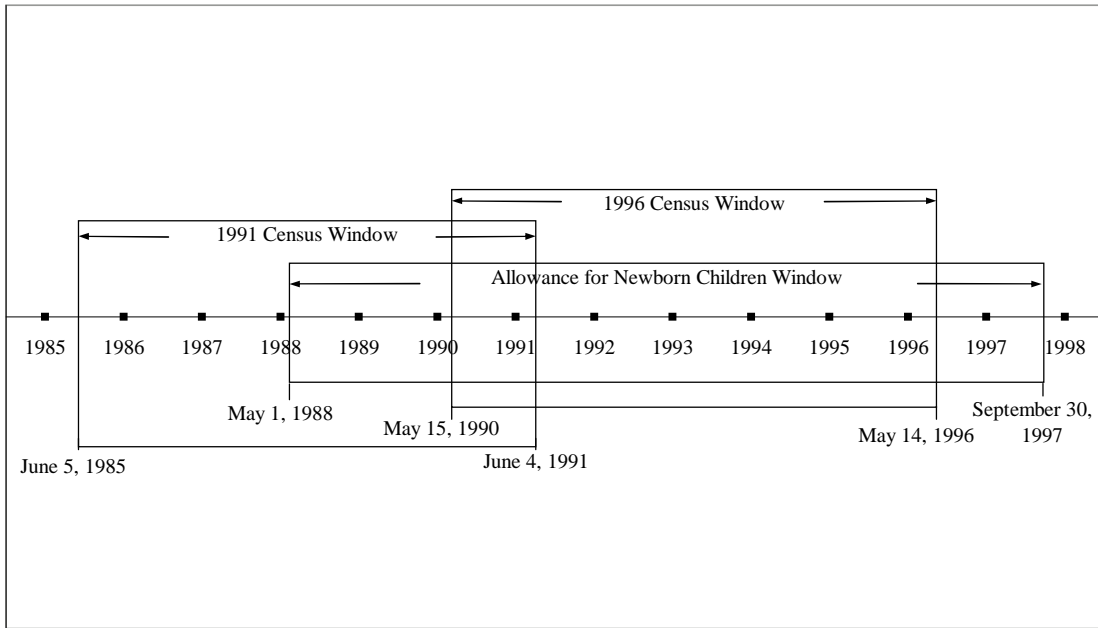 1996 Census Window
1991 Census Window
Allowance for Newborn Children Window
1985 1986 1987 1988 1989 1990 1991 1992 1993 1994 1995 1996 1997 1998
May 1, 1988
May 15, 1990
May 14, 1996
September 30,
1997
June 5, 1985
June 4, 1991